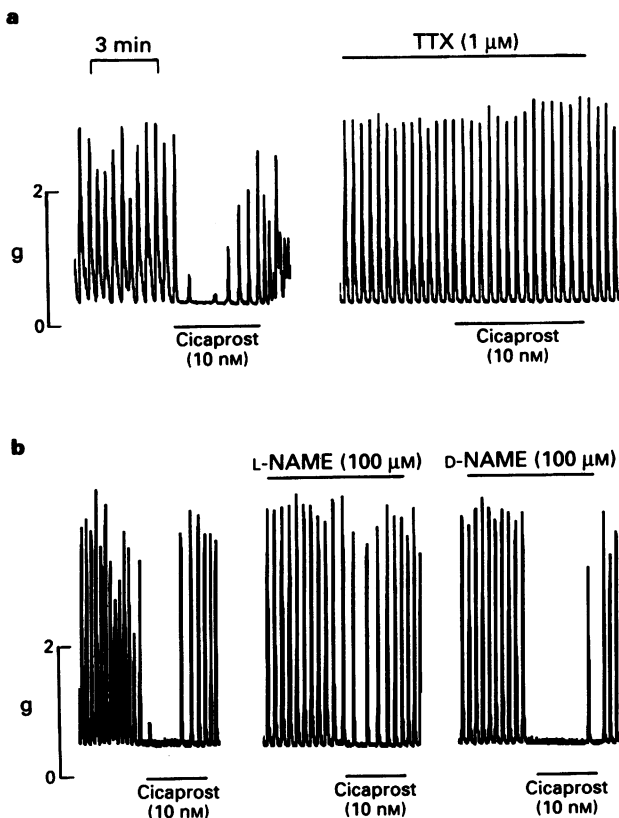 a
3 min
TTX (1 μM)
2
g
0
Cicaprost
(10 nM)
Cicaprost
(10 nM)
b
L-NAME (100 μM)
D-NAME (100 μM)
2
g
0
Cicaprost
(10 nM)
Cicaprost
(10 nM)
Cicaprost
(10 nM)